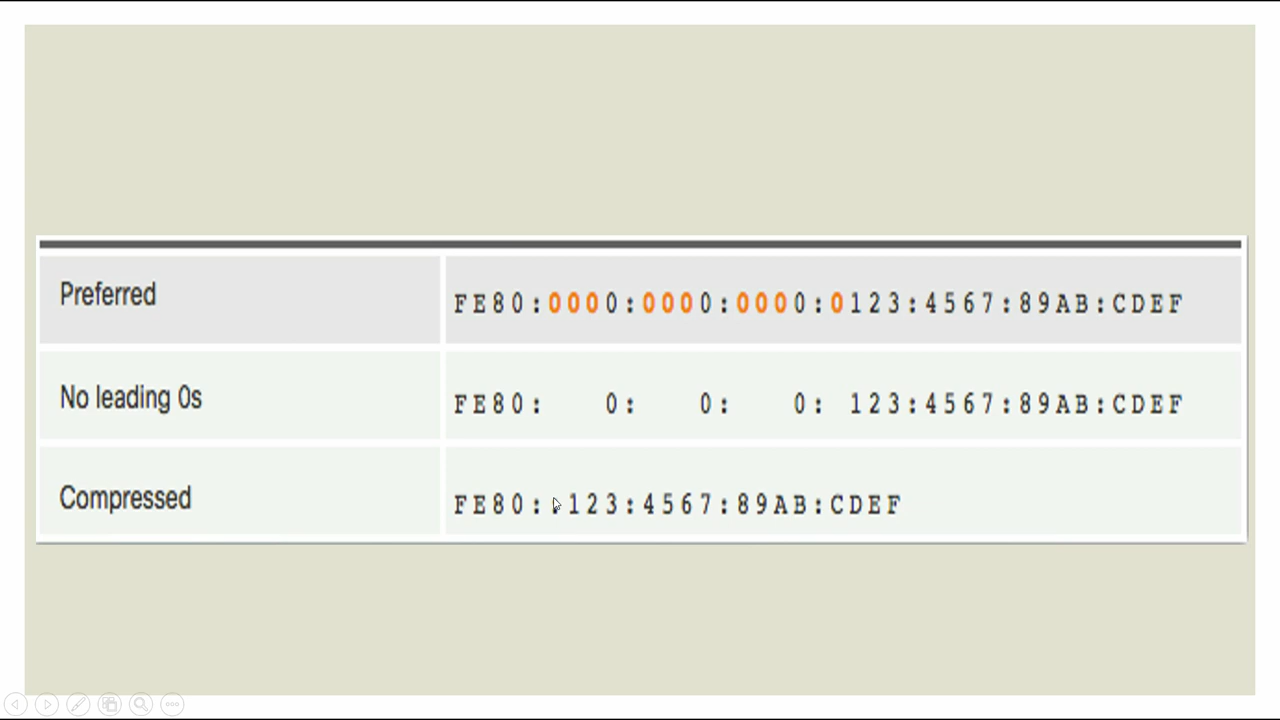 Preferred
FE80:0000:0000:0000:0123:4567:89AB:CDEF
No leading 0s
FE80: 0: 0: 0: 123:4567:89AB:CDEF
Compressed
FE80::123:4567:89AB:CDEF